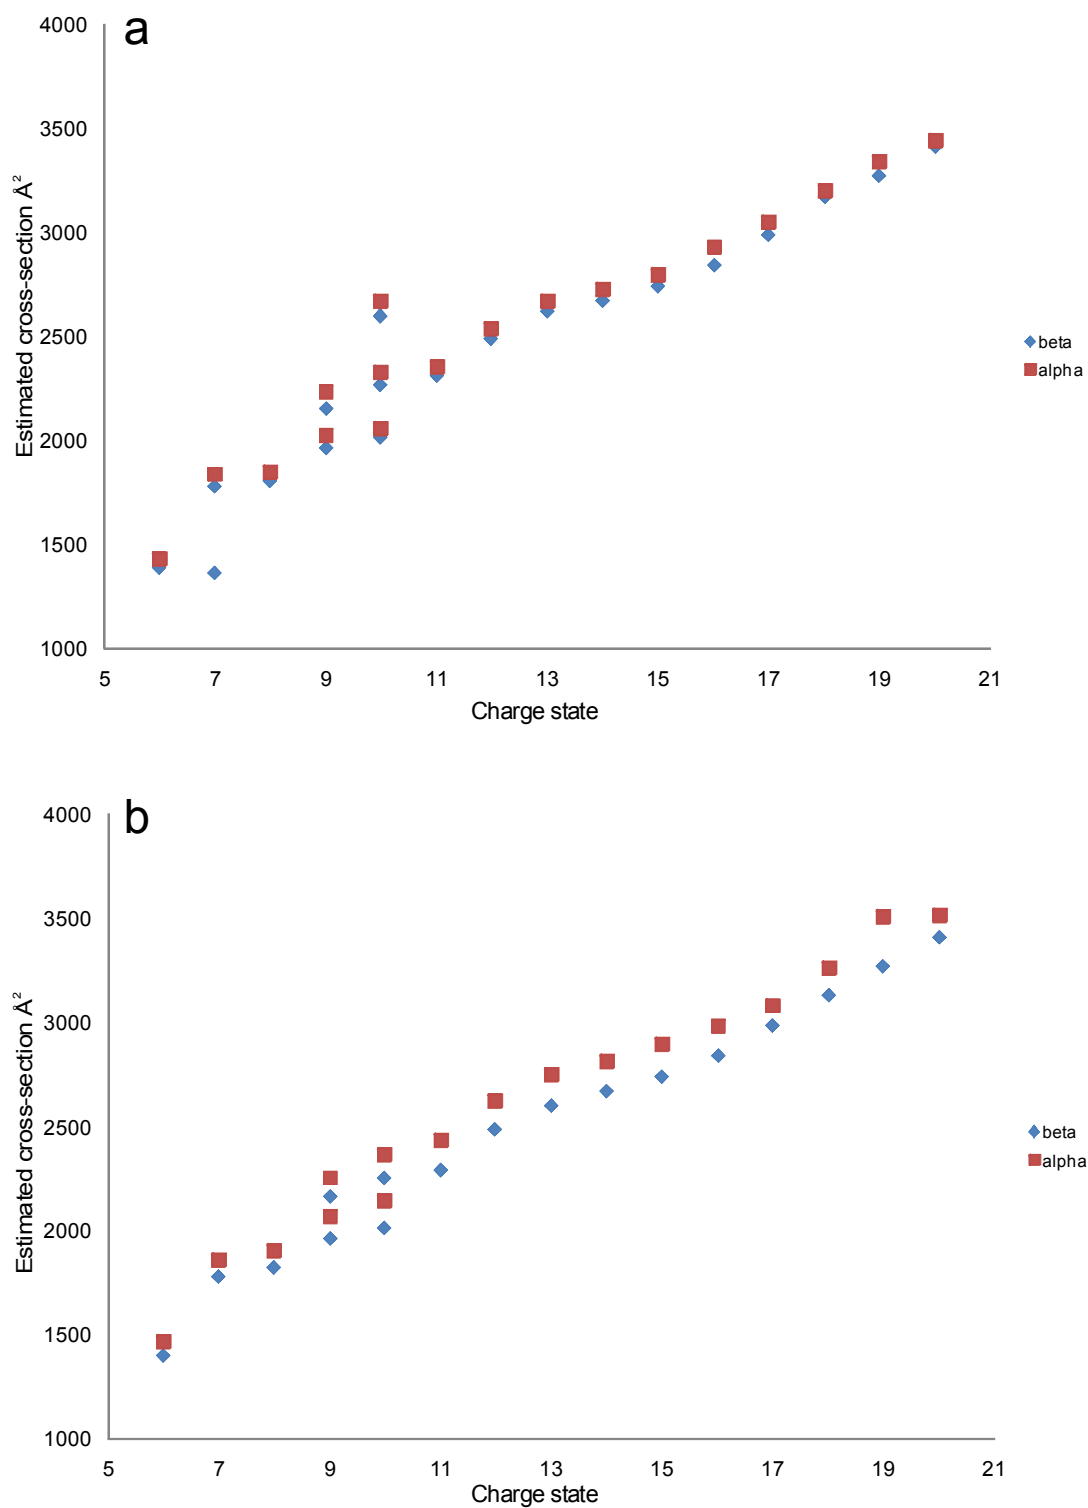 a
4000
3500
3000
2500
2000
1500
1000
Estimated cross-section Å²
5 7 9 11 13 15 17 19 21
Charge state
beta
alpha
b
4000
3500
3000
2500
2000
1500
1000
Estimated cross-section Å²
5 7 9 11 13 15 17 19 21
Charge state
beta
alpha